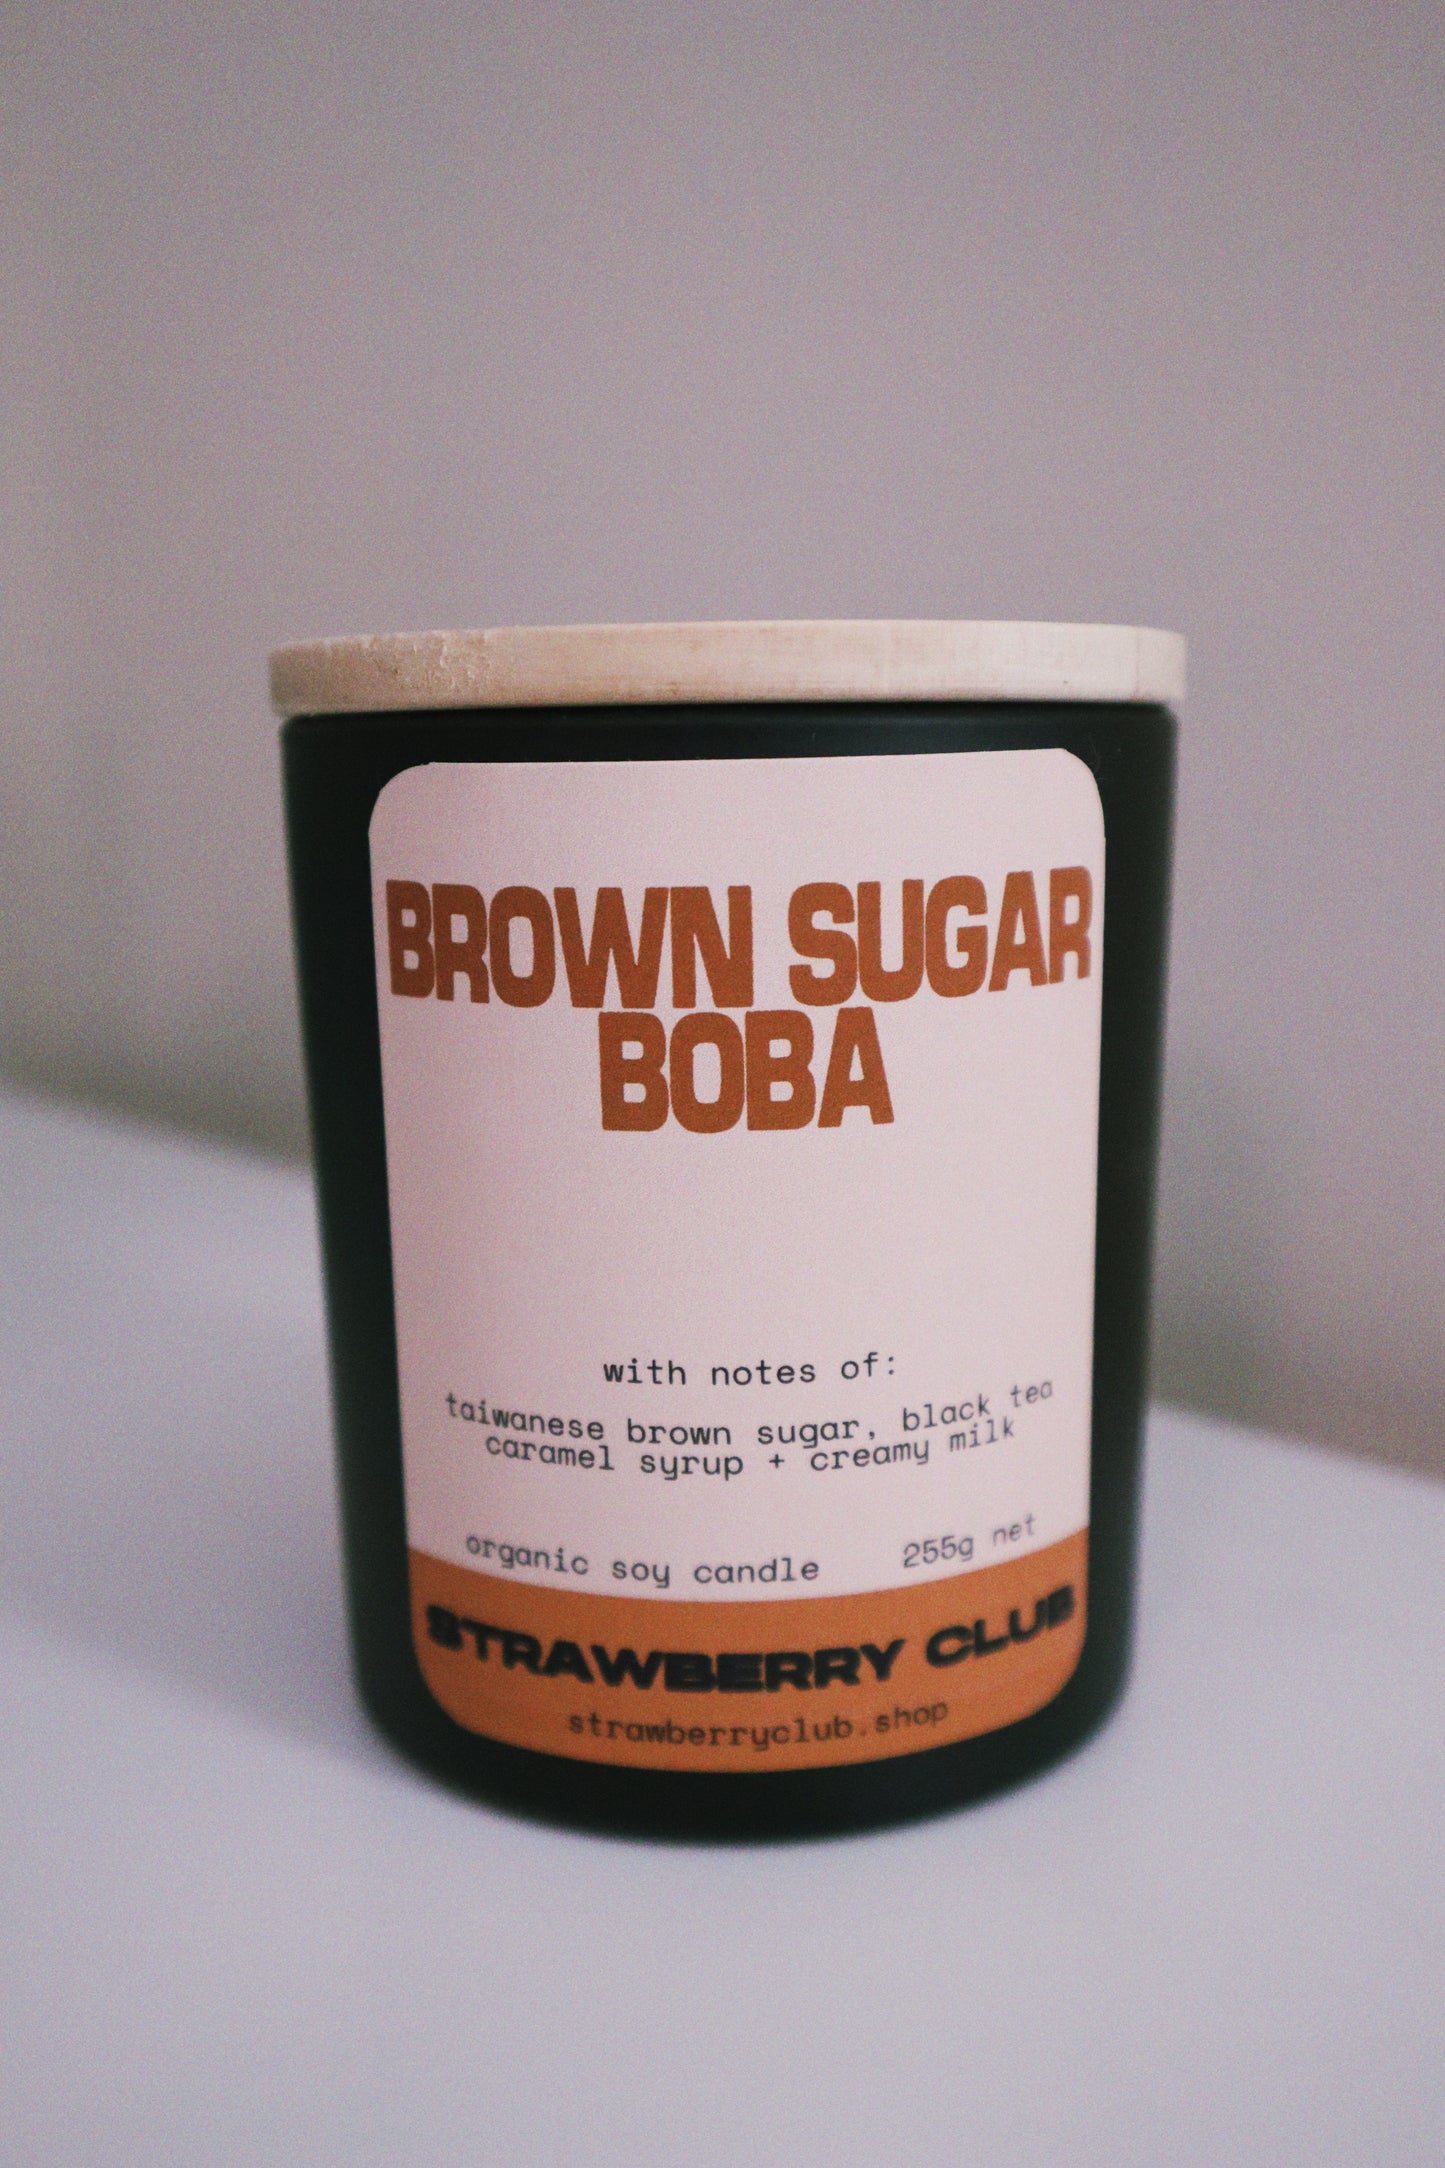 BROWN SUGAR
BOBA
with notes of:
taiwanese brown sugar, black tea
caramel syrup + creamy milk
organic soy candle 255g net
STRAWBERRY CLUB
strawberryclub.shop